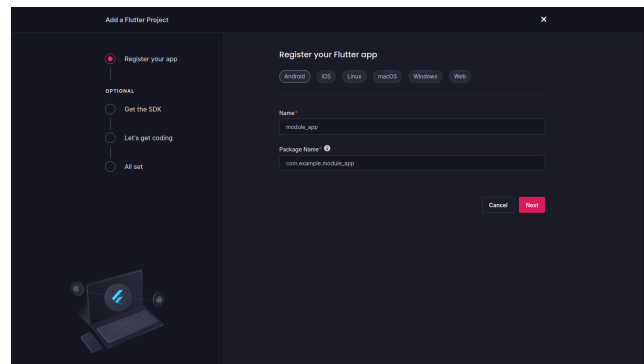 Add a Flutter Project
×
Register your app
OPTIONAL
Get the SDK
Let's get coding
All set
Register your Flutter app
Android iOS Linux macOS Windows Web
Name*
module_app
Package Name*
com.example.module_app
Cancel Next